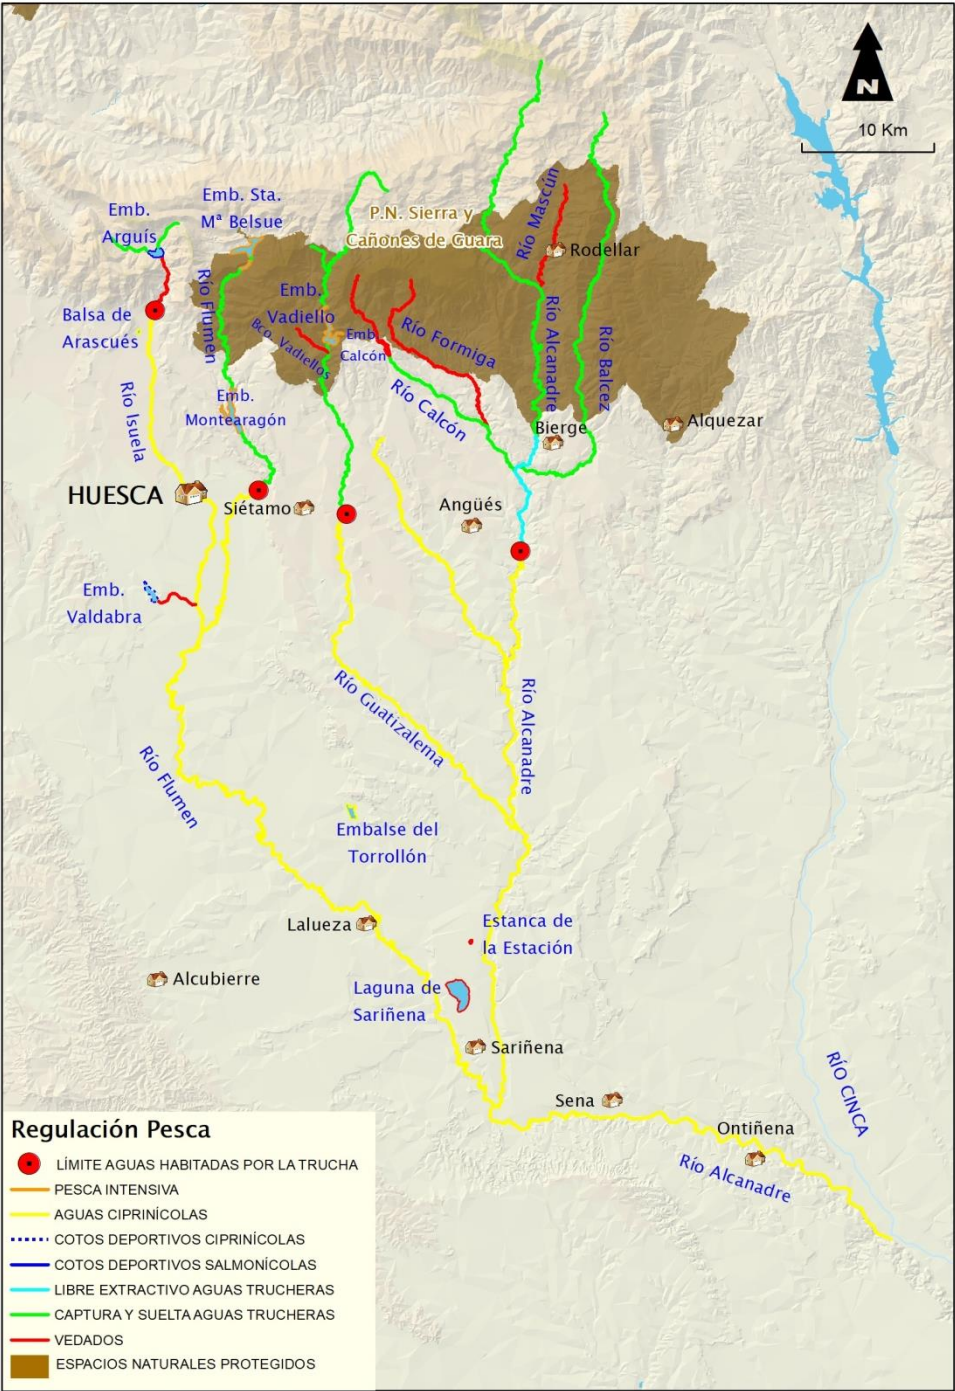 N
10 Km
Emb. Sta.
Mª Belsue
Emb.
Arguís
P.N. Sierra y
Cañones de Guara
Río Mascún
Rodellar
Río Flumen
Balsa de
Arascués
Emb.
Vadiello
Bco. Vadiellos
Emb.
Calcón
Río Formiga
Río Alcanadre
Río Balcez
Río Isuela
Río Calcón
Emb.
Montearagón
Bierge
Alquezar
HUESCA
Siétamo
Angüés
Emb.
Valdabra
Río Guatizalema
Río Alcanadre
Río Flumen
Embalse del
Torrollón
Lalueza
Estanca de
la Estación
Alcubierre
Laguna de
Sariñena
Sariñena
RÍO CINCA
Sena
Ontiñena
Río Alcanadre
Regulación Pesca
LÍMITE AGUAS HABITADAS POR LA TRUCHA
PESCA INTENSIVA
AGUAS CIPRINÍCOLAS
COTOS DEPORTIVOS CIPRINÍCOLAS
COTOS DEPORTIVOS SALMONÍCOLAS
LIBRE EXTRACTIVO AGUAS TRUCHERAS
CAPTURA Y SUELTA AGUAS TRUCHERAS
VEDADOS
ESPACIOS NATURALES PROTEGIDOS